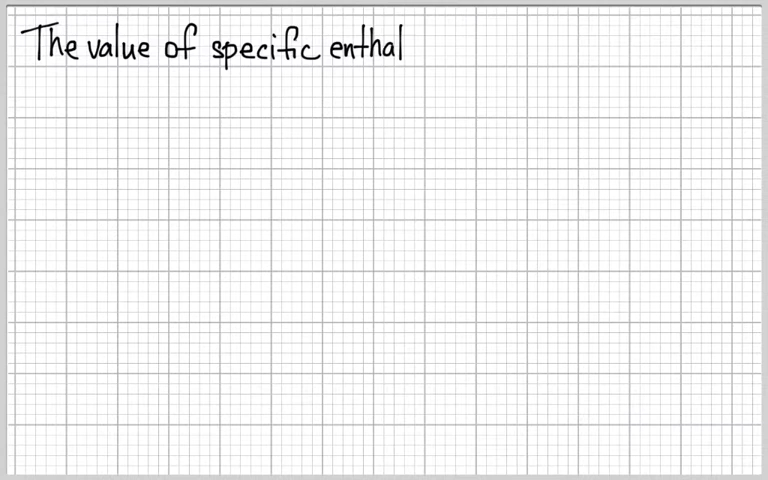 The value of specific enthal